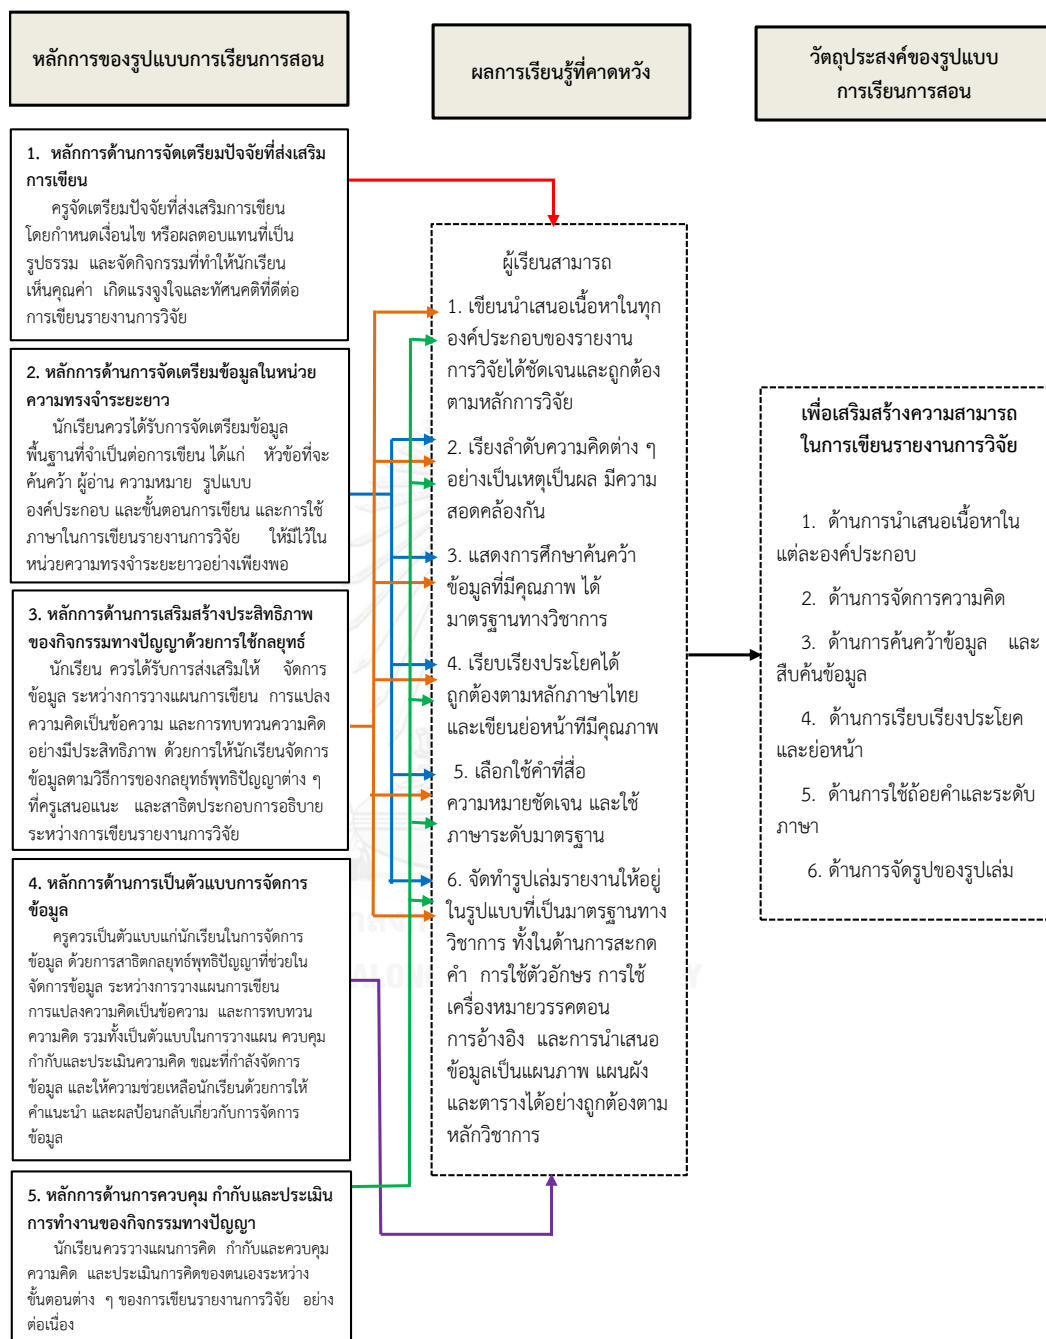 หลักการของรูปแบบการเรียนการสอน
ผลการเรียนรู้ที่คาดหวัง
วัตถุประสงค์ของรูปแบบ
การเรียนการสอน
1. หลักการด้านการจัดเตรียมปัจจัยที่ส่งเสริม
การเขียน
ครูจัดเตรียมปัจจัยที่ส่งเสริมการเขียน
โดยกำหนดเงื่อนไข หรือผลตอบแทนที่เป็น
รูปธรรม และจัดกิจกรรมที่ทำให้นักเรียน
เห็นคุณค่า เกิดแรงจูงใจและทัศนคติที่ดีต่อ
การเขียนรายงานการวิจัย
2. หลักการด้านการจัดเตรียมข้อมูลในหน่วย
ความทรงจำระยะยาว
นักเรียนควรได้รับการจัดเตรียมข้อมูล
พื้นฐานที่จำเป็นต่อการเขียน ได้แก่ หัวข้อที่จะ
ค้นคว้า ผู้อ่าน ความหมาย รูปแบบ
องค์ประกอบ และขั้นตอนการเขียน และการใช้
ภาษาในการเขียนรายงานการวิจัย ให้มีไว้ใน
หน่วยความทรงจำระยะยาวอย่างเพียงพอ
3. หลักการด้านการเสริมสร้างประสิทธิภาพ
ของกิจกรรมทางปัญญาด้วยการใช้กลยุทธ์
นักเรียน ควรได้รับการส่งเสริมให้ จัดการ
ข้อมูล ระหว่างการวางแผนการเขียน การแปลง
ความคิดเป็นข้อความ และการทบทวนความคิด
อย่างมีประสิทธิภาพ ด้วยการให้นักเรียนจัดการ
ข้อมูลตามวิธีการของกลยุทธ์พุทธิปัญญาต่าง ๆ
ที่ครูเสนอแนะ และสาธิตประกอบการอธิบาย
ระหว่างการเขียนรายงานการวิจัย
4. หลักการด้านการเป็นตัวแบบการจัดการ
ข้อมูล
ครูควรเป็นตัวแบบแก่นักเรียนในการจัดการ
ข้อมูล ด้วยการสาธิตกลยุทธ์พุทธิปัญญาที่ช่วยใน
จัดการข้อมูล ระหว่างการวางแผนการเขียน
การแปลงความคิดเป็นข้อความ และการทบทวน
ความคิด รวมทั้งเป็นตัวแบบในการวางแผน ควบคุม
กำกับและประเมินความคิด ขณะที่กำลังจัดการ
ข้อมูล และให้ความช่วยเหลือนักเรียนด้วยการให้
คำแนะนำ และผลป้อนกลับเกี่ยวกับการจัดการ
ข้อมูล
5. หลักการด้านการควบคุม กำกับและประเมิน
การทำงานของกิจกรรมทางปัญญา
นักเรียนควรวางแผนการคิด กำกับและควบคุม
ความคิด และประเมินการคิดของตนเองระหว่าง
ขั้นตอนต่าง ๆ ของการเขียนรายงานการวิจัย อย่าง
ต่อเนื่อง
ผู้เรียนสามารถ
1. เขียนนำเสนอเนื้อหาในทุก
องค์ประกอบของรายงาน
การวิจัยได้ชัดเจนและถูกต้อง
ตามหลักการวิจัย
2. เรียงลำดับความคิดต่าง ๆ
อย่างเป็นเหตุเป็นผล มีความ
สอดคล้องกัน
3. แสดงการศึกษาค้นคว้า
ข้อมูลที่มีคุณภาพ ได้
มาตรฐานทางวิชาการ
4. เรียบเรียงประโยคได้
ถูกต้องตามหลักภาษาไทย
และเขียนย่อหน้าที่มีคุณภาพ
5. เลือกใช้คำที่สื่อ
ความหมายชัดเจน และใช้
ภาษาระดับมาตรฐาน
6. จัดทำรูปเล่มรายงานให้อยู่
ในรูปแบบที่เป็นมาตรฐานทาง
วิชาการ ทั้งในด้านการสะกด
คำ การใช้ตัวอักษร การใช้
เครื่องหมายวรรคตอน
การอ้างอิง และการนำเสนอ
ข้อมูลเป็นแผนภาพ แผนผัง
และตารางได้อย่างถูกต้องตาม
หลักวิชาการ
เพื่อเสริมสร้างความสามารถ
ในการเขียนรายงานการวิจัย
1. ด้านการนำเสนอเนื้อหาใน
แต่ละองค์ประกอบ
2. ด้านการจัดการความคิด
3. ด้านการค้นคว้าข้อมูล และ
สืบค้นข้อมูล
4. ด้านการเรียบเรียงประโยค
และย่อหน้า
5. ด้านการใช้ถ้อยคำและระดับ
ภาษา
6. ด้านการจัดรูปของรูปเล่ม